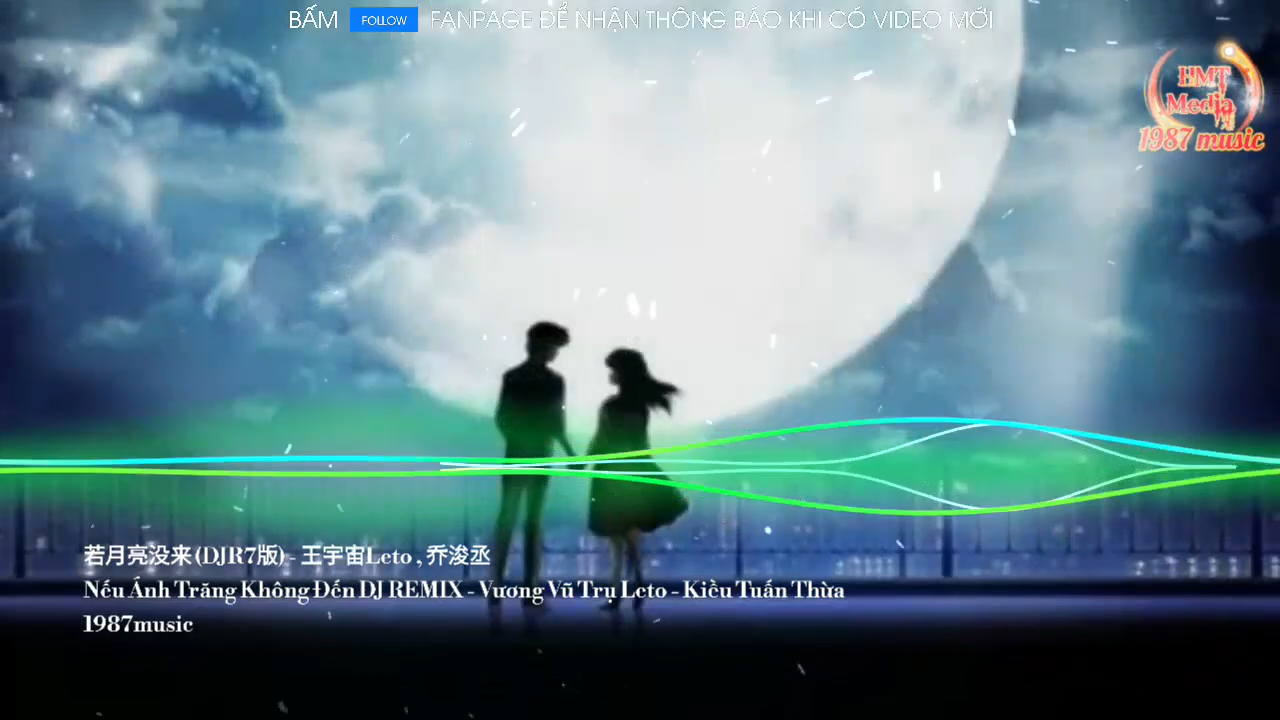 BẤM FOLLOW FANPAGE ĐỂ NHẬN THÔNG BÁO KHI CÓ VIDEO MỚI
HMT
Media
1987 music
若月亮没来 (DJR7版) - 王宇宙Leto , 乔浚丞
Nếu Ánh Trăng Không Đến DJ REMIX - Vương Vũ Trụ Leto - Kiều Tuấn Thừa
1987music